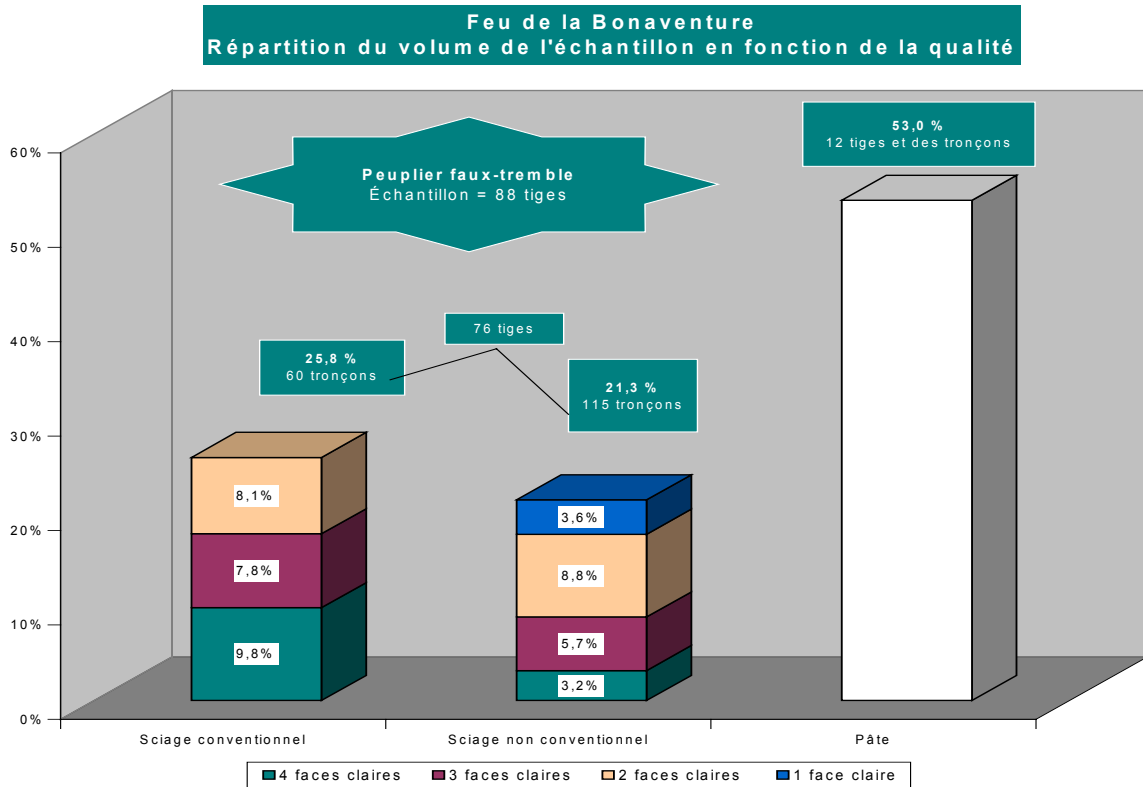 Feu de la Bonaventure
Répartition du volume de l'échantillon en fonction de la qualité
53,0 %
12 tiges et des tronçons
Peuplier faux-tremble
Échantillon = 88 tiges
76 tiges
25,8 %
60 tronçons
21,3 %
115 tronçons
60%
50%
40%
30%
20%
10%
0%
8,1%
7,8%
9,8%
3,6%
8,8%
5,7%
3,2%
Sciage conventionnel
Sciage non conventionnel
Pâte
4 faces claires
3 faces claires
2 faces claires
1 face claire